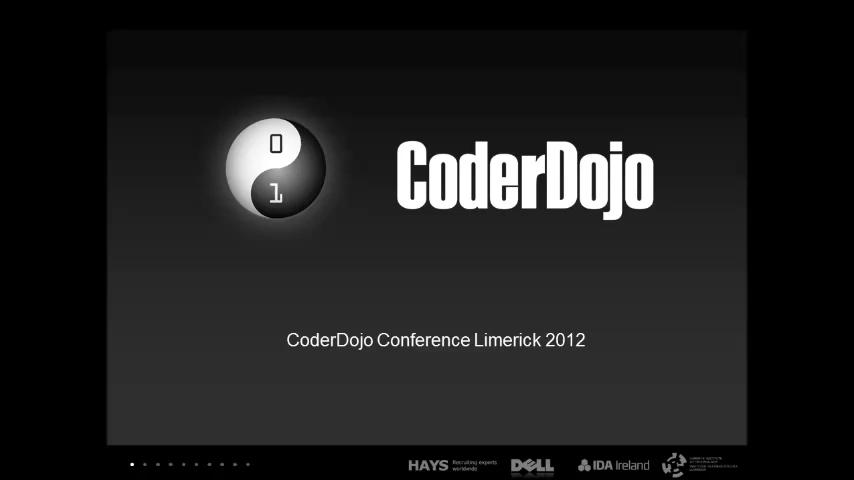 0
1
CoderDojo
CoderDojo Conference Limerick 2012
HAYS Recruiting experts
worldwide
DELL
IDA Ireland